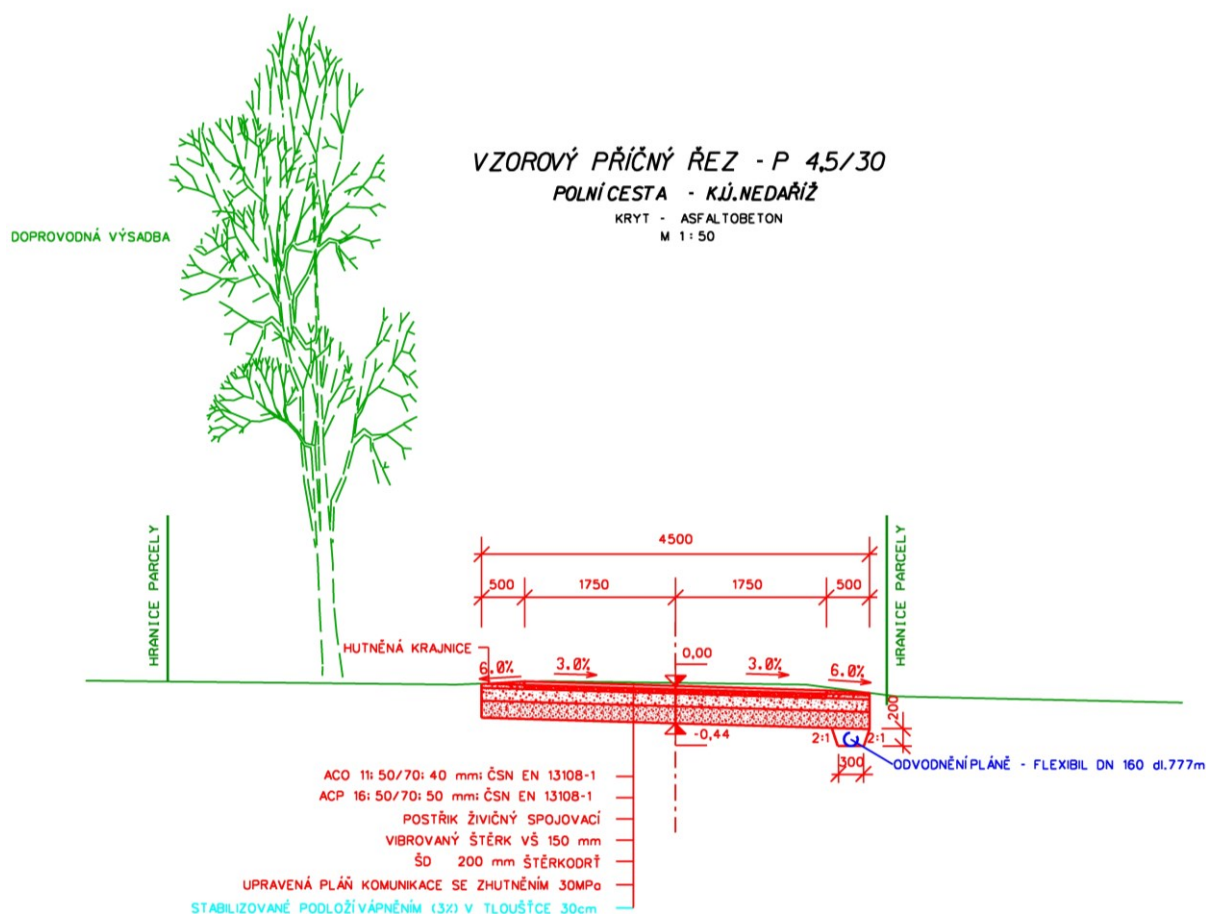 VZOROVÝ PŘÍČNÝ ŘEZ - P 4,5/30
POLNÍ CESTA - K.Ú.NEDAŘÍŽ
KRYT - ASFALTOBETON
M 1:50
DOPROVODNÁ VÝSADBA
HRANICE PARCELY
HRANICE PARCELY
4500
500 1750 1750 500
HUTNĚNÁ KRAJNICE
0,00
6.0% 3.0% 3.0% 6.0%
-0,44
200
2:1 2:1
300
ODVODNĚNÍ PLÁNĚ - FLEXIBIL DN 160 dl.777m
ACO 11; 50/70; 40 mm; ČSN EN 13108-1
ACP 16; 50/70; 50 mm; ČSN EN 13108-1
POSTŘIK ŽIVIČNÝ SPOJOVACÍ
VIBROVANÝ ŠTĚRK VŠ 150 mm
ŠD 200 mm ŠTĚRKODRŤ
UPRAVENÁ PLÁŇ KOMUNIKACE SE ZHUTNĚNÍM 30MPa
STABILIZOVANÉ PODLOŽÍ VÁPNĚNÍM (3%) V TLOUŠŤCE 30cm